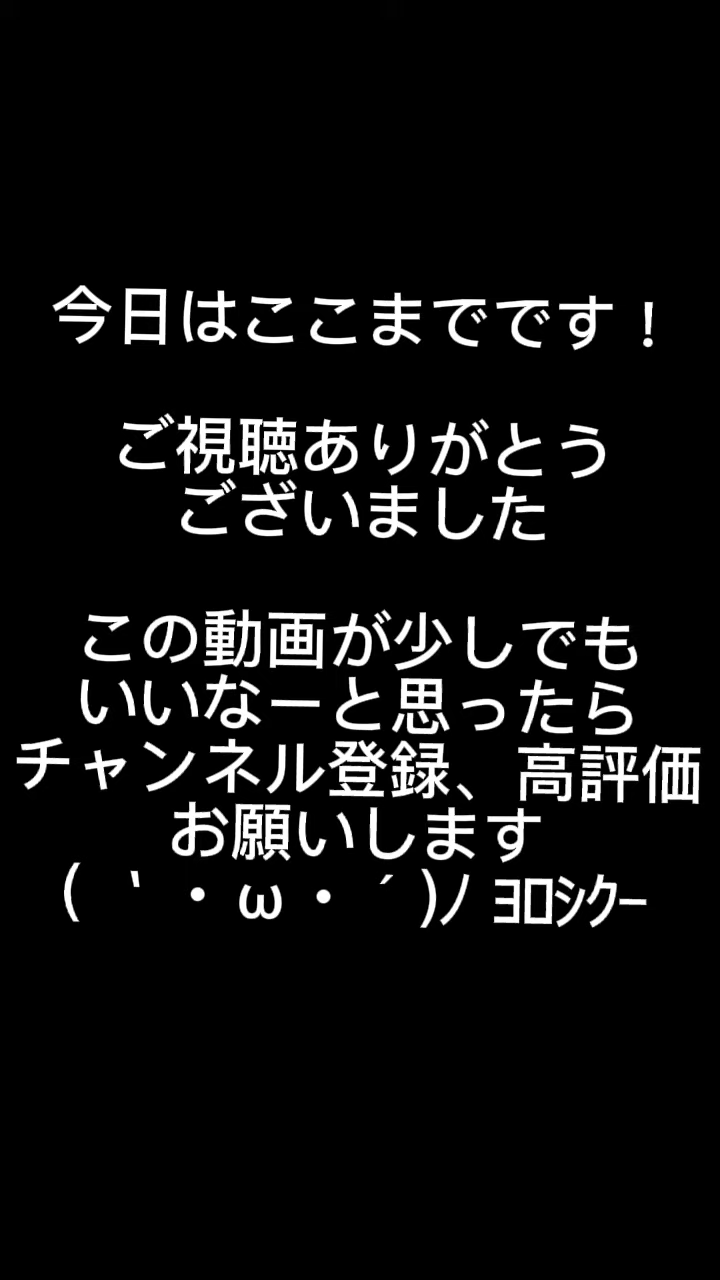 今日はここまでです！
ご視聴ありがとう
ございました
この動画が少しでも
いいなーと思ったら
チャンネル登録、高評価
お願いします
( ‵・ω・´)ﾉ ﾖﾛｼｸｰ